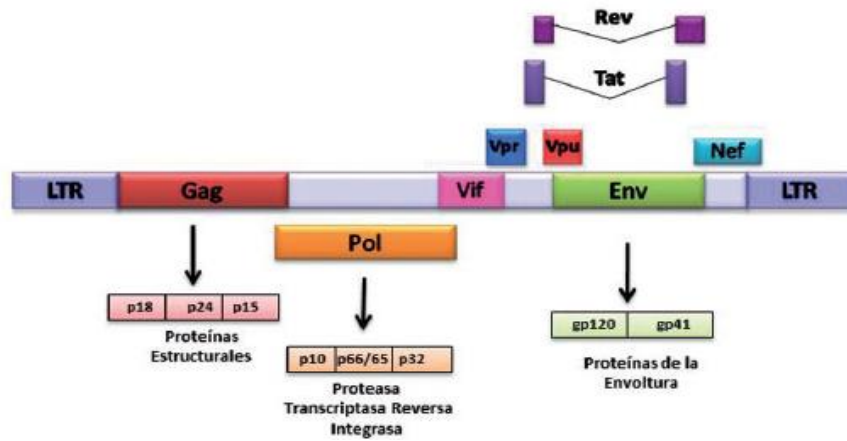 Rev
Tat
Vpr Vpu Nef
LTR Gag Vif Env LTR
Pol
p18 p24 p15 gp120 gp41
Proteínas
Estructurales
p10 p66/65 p32
Proteínas de la
Envoltura
Proteasa
Transcriptasa Reversa
Integrasa